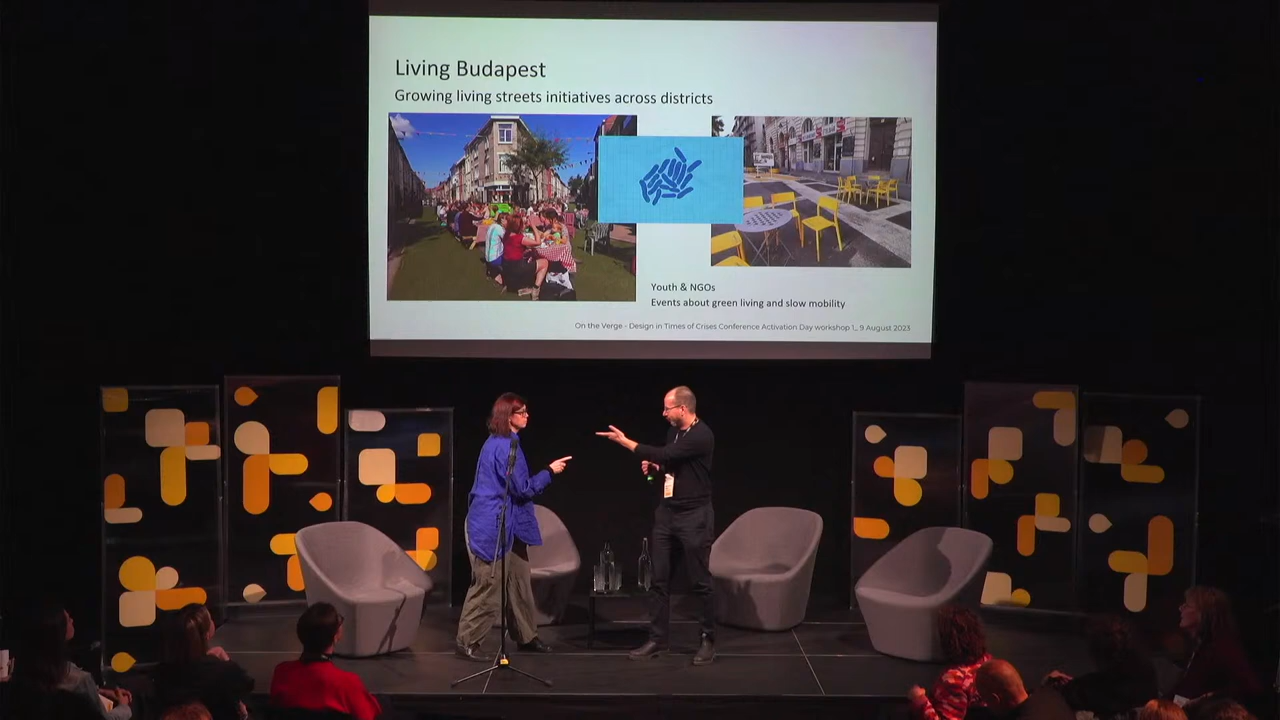 Living Budapest
Growing living streets initiatives across districts
Youth & NGOs
Events about green living and slow mobility
On the Verge - Design in Times of Crises Conference Activation Day workshop 1_ 9 August 2023